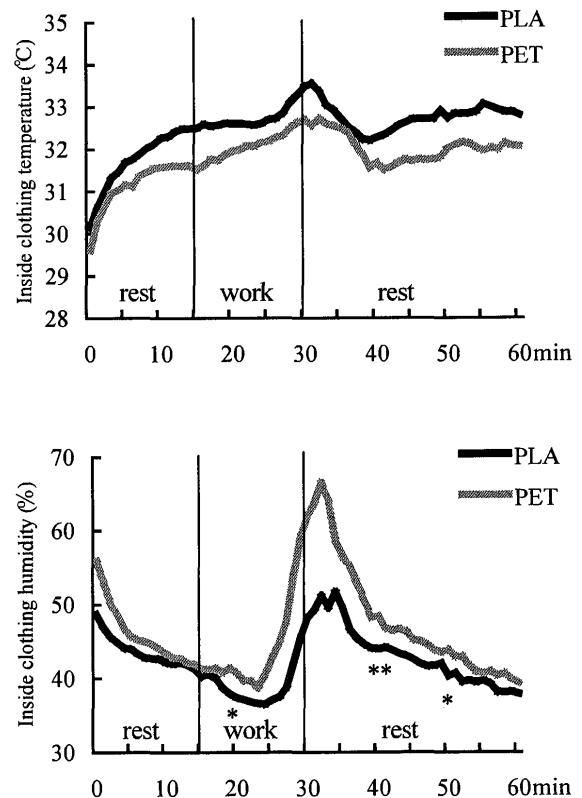 35
34
33
32
31
30
29
28
Inside clothing temperature (℃)
PLA
PET
rest
work
rest
0
10
20
30
40
50
60min
70
60
50
40
30
Inside clothing humidity (%)
PLA
PET
*
**
*
rest
work
rest
0
10
20
30
40
50
60min